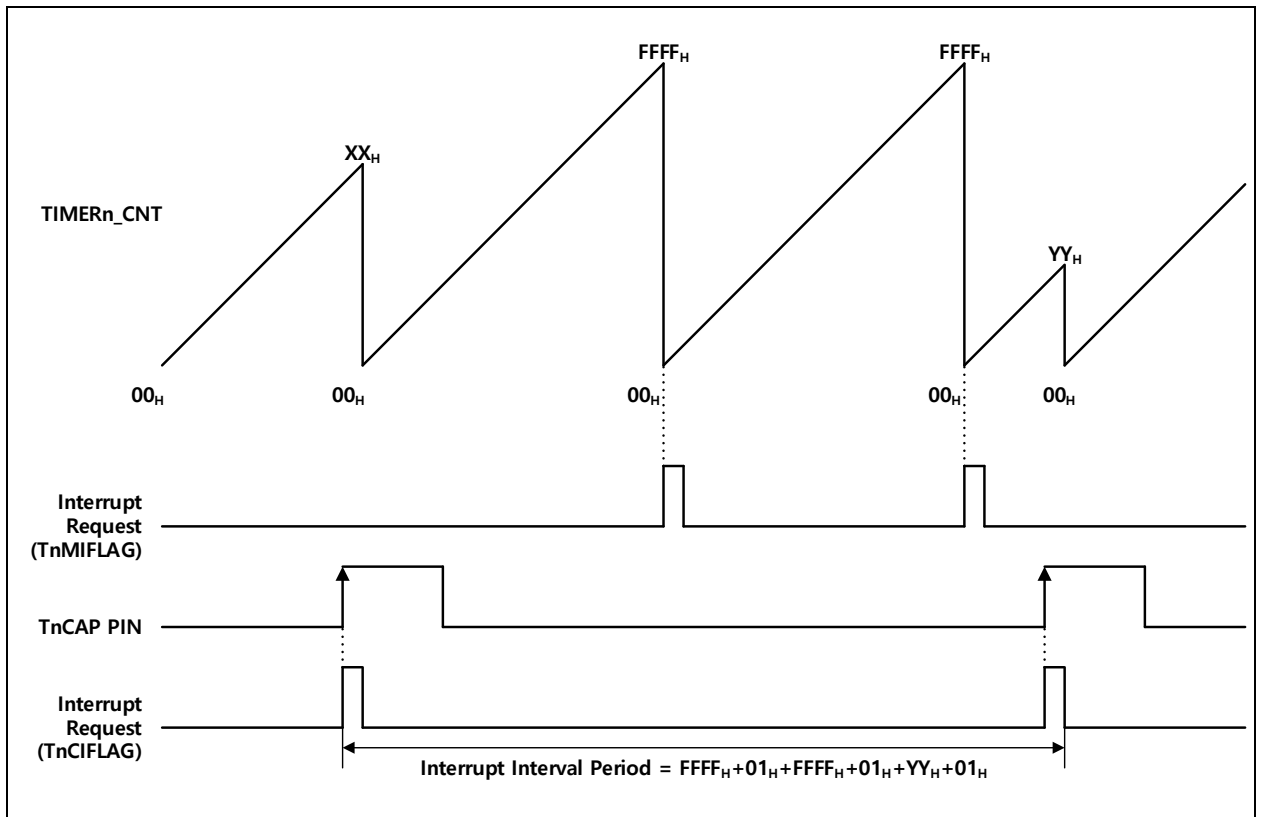 FFFFH FFFFH
XXH
TIMERn_CNT
YYH
00H 00H 00H 00H 00H
Interrupt
Request
(TnMIFLAG)
TnCAP PIN
Interrupt
Request
(TnCIFLAG)
Interrupt Interval Period = FFFFH+01H+FFFFH+01H+YYH+01H